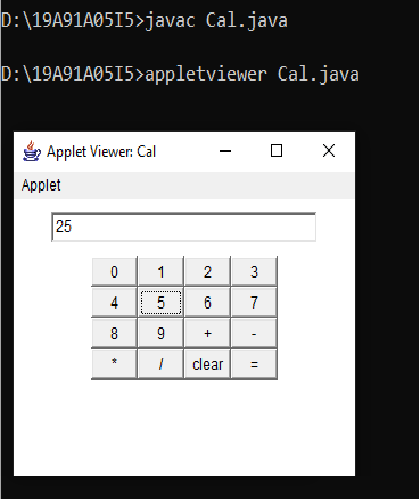 D:\19A91A05I5>javac Cal.java
D:\19A91A05I5>appletviewer Cal.java
Applet Viewer: Cal
Applet
25
0 1 2 3
4 5 6 7
8 9 + -
* / clear =